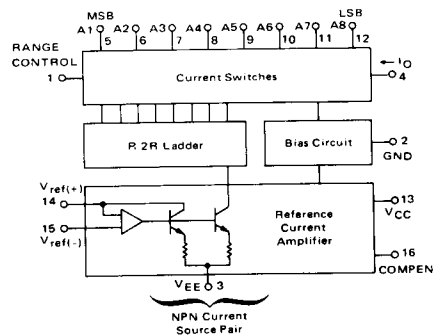 MSB LSB
A1 A2 A3 A4 A5 A6 A7 A8
5 6 7 8 9 10 11 12
RANGE
CONTROL
1
Current Switches
IO
4
R 2R Ladder
Bias Circuit
2
GND
Vref(+)
14
15
Vref(-)
Reference
Current
Amplifier
13
VCC
16
COMPEN
VEE 3
NPN Current
Source Pair